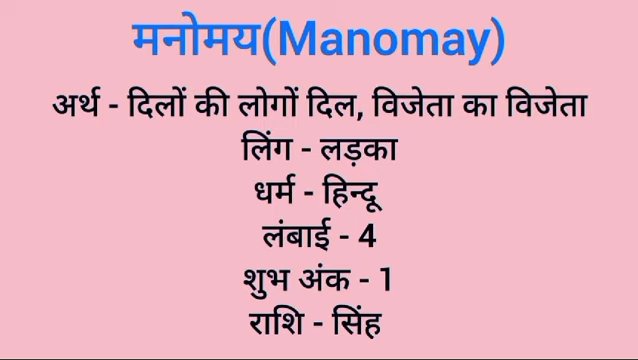 मनोमय(Manomay)
अर्थ - दिलों की लोगों दिल, विजेता का विजेता
लिंग - लड़का
धर्म - हिन्दू
लंबाई - 4
शुभ अंक - 1
राशि - सिंह